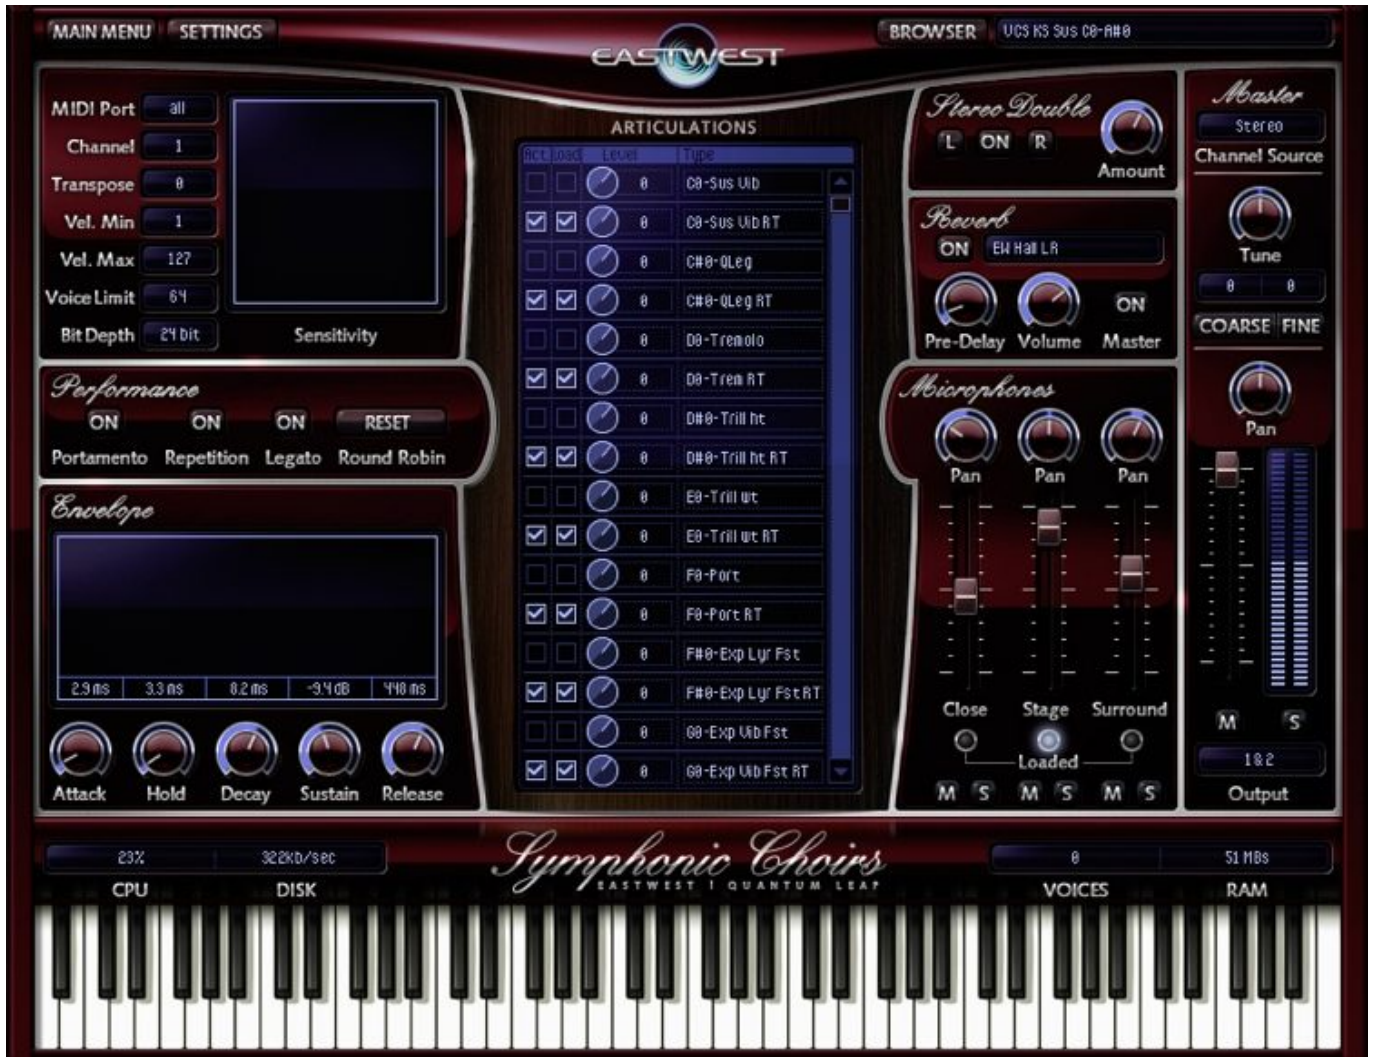 MAIN MENU SETTINGS
EASTWEST
BROWSER VCS KS Sus C0-A#0
MIDI Port all
Channel 1
Transpose 0
Vel. Min 1
Vel. Max 127
Voice Limit 64
Bit Depth 24 bit
Sensitivity
Performance
ON ON ON RESET
Portamento Repetition Legato Round Robin
Envelope
2.9 ms 3.3 ms 8.2 ms -9.4 dB 448 ms
Attack Hold Decay Sustain Release
ARTICULATIONS
Act. Load Level Type
0 C0-Sus Vib
0 C0-Sus Vib RT
0 C#0-QLeg
0 C#0-QLeg RT
0 D0-Tremolo
0 D0-Trem RT
0 D#0-Trill ht
0 D#0-Trill ht RT
0 E0-Trill wt
0 E0-Trill wt RT
0 F0-Port
0 F0-Port RT
0 F#0-Exp Lyr Fst
0 F#0-Exp Lyr Fst RT
0 G0-Exp Vib Fst
0 G0-Exp Vib Fst RT
Stereo Double
L ON R
Amount
Reverb
ON EW Hall LR
ON
Pre-Delay Volume Master
Microphones
Pan Pan Pan
Close Stage Surround
Loaded
M S M S M S
Master
Stereo
Channel Source
Tune
0 0
COARSE FINE
Pan
M S
1&2
Output
23% 322kb/sec
CPU DISK
Symphonic Choirs
EASTWEST | QUANTUM LEAP
0 51 MBs
VOICES RAM